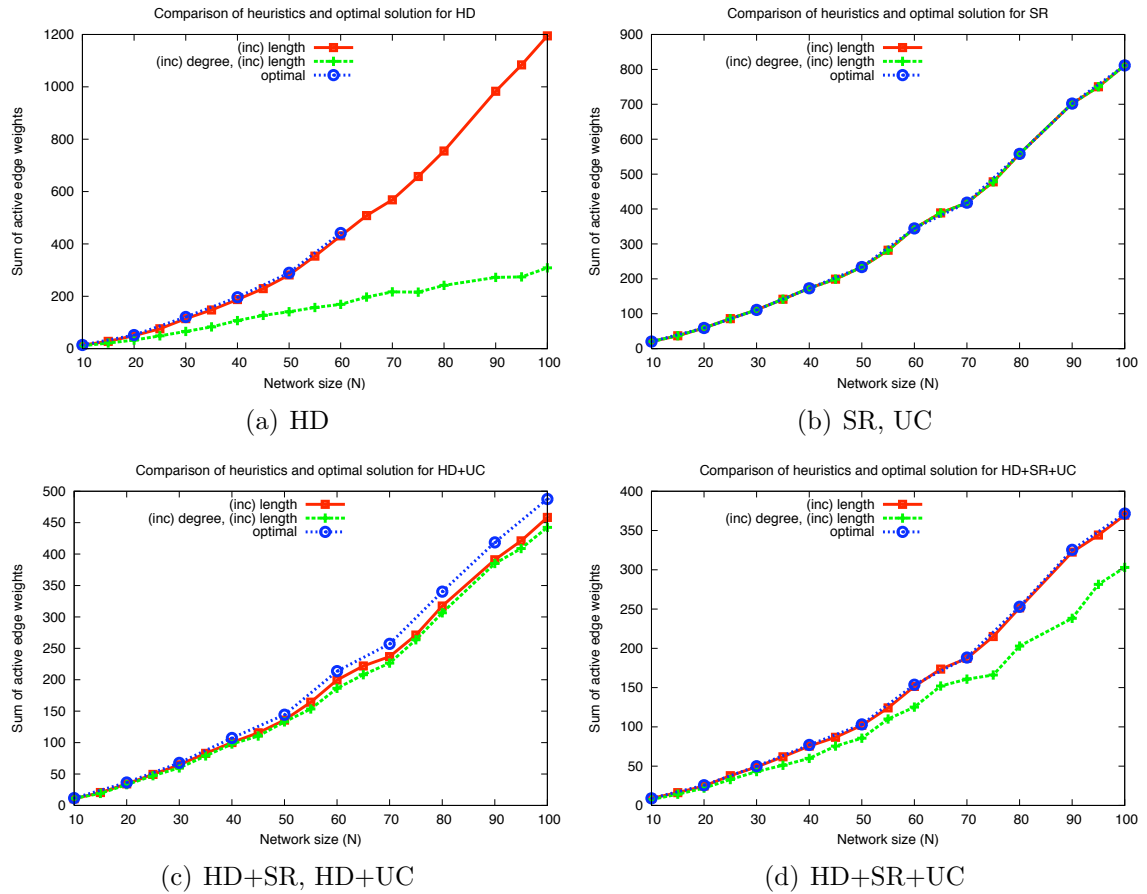 Comparison of heuristics and optimal solution for HD
1200
1000
800
600
400
200
0
10 20 30 40 50 60 70 80 90 100
Sum of active edge weights
Network size (N)
(inc) length
(inc) degree, (inc) length
optimal
(a) HD
Comparison of heuristics and optimal solution for SR
900
800
700
600
500
400
300
200
100
0
10 20 30 40 50 60 70 80 90 100
Sum of active edge weights
Network size (N)
(inc) length
(inc) degree, (inc) length
optimal
(b) SR, UC
Comparison of heuristics and optimal solution for HD+UC
500
450
400
350
300
250
200
150
100
50
0
10 20 30 40 50 60 70 80 90 100
Sum of active edge weights
Network size (N)
(inc) length
(inc) degree, (inc) length
optimal
(c) HD+SR, HD+UC
Comparison of heuristics and optimal solution for HD+SR+UC
400
350
300
250
200
150
100
50
0
10 20 30 40 50 60 70 80 90 100
Sum of active edge weights
Network size (N)
(inc) length
(inc) degree, (inc) length
optimal
(d) HD+SR+UC